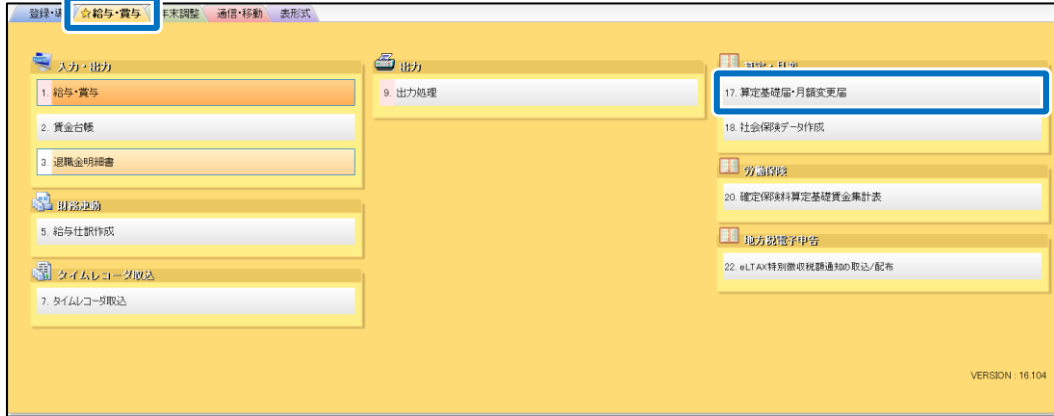 登録・導
☆給与・賞与
年末調整
通信・移動
表形式
入力・出力
1. 給与・賞与
2. 賃金台帳
3. 退職金明細書
財務連動
5. 給与仕訳作成
タイムレコーダ取込
7. タイムレコーダ取込
出力
9. 出力処理
17. 算定基礎届・月額変更届
18. 社会保険データ作成
労働保険
20. 確定保険料算定基礎賃金集計表
地方税電子申告
22. eLTAX特別徴収税額通知の取込/配布
VERSION : 16.104